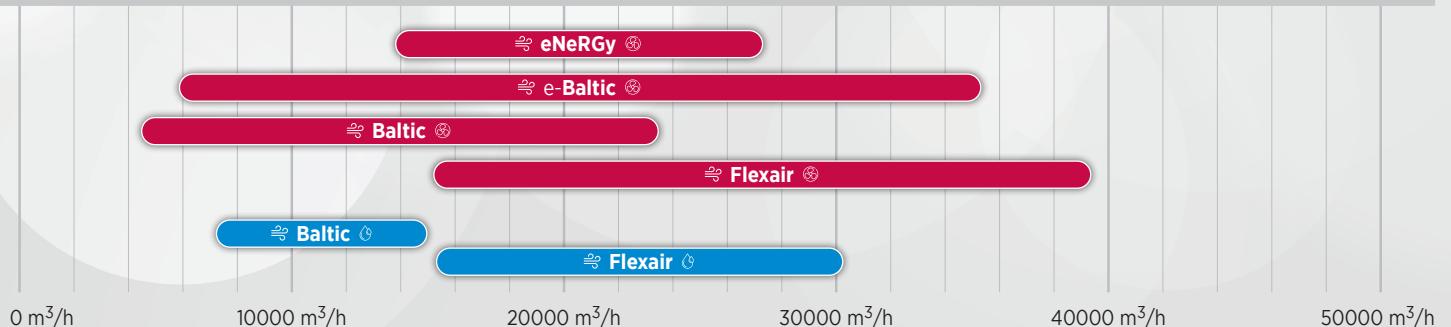 eNeRGy
e-Baltic
Baltic
Flexair
Baltic
Flexair
0 m³/h 10000 m³/h 20000 m³/h 30000 m³/h 40000 m³/h 50000 m³/h